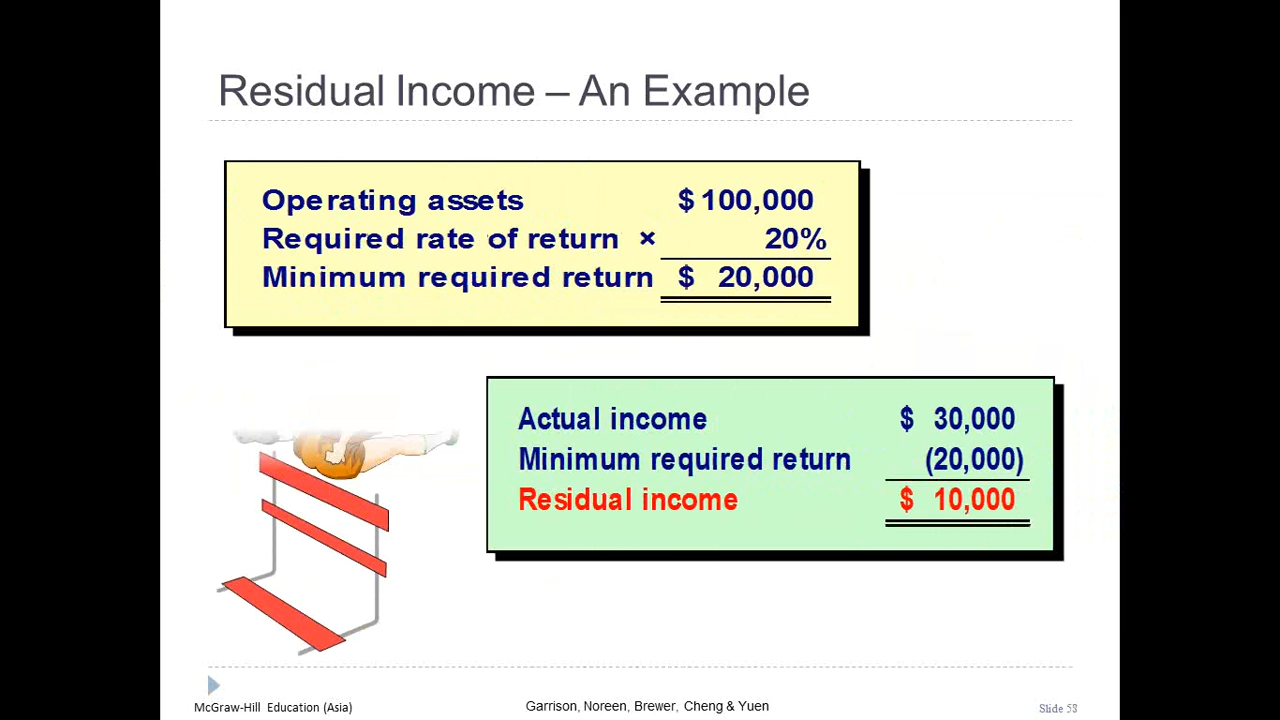 Residual Income – An Example
Operating assets $ 100,000
Required rate of return × 20%
Minimum required return $ 20,000
Actual income $ 30,000
Minimum required return (20,000)
Residual income $ 10,000
McGraw-Hill Education (Asia) Garrison, Noreen, Brewer, Cheng & Yuen Slide 58